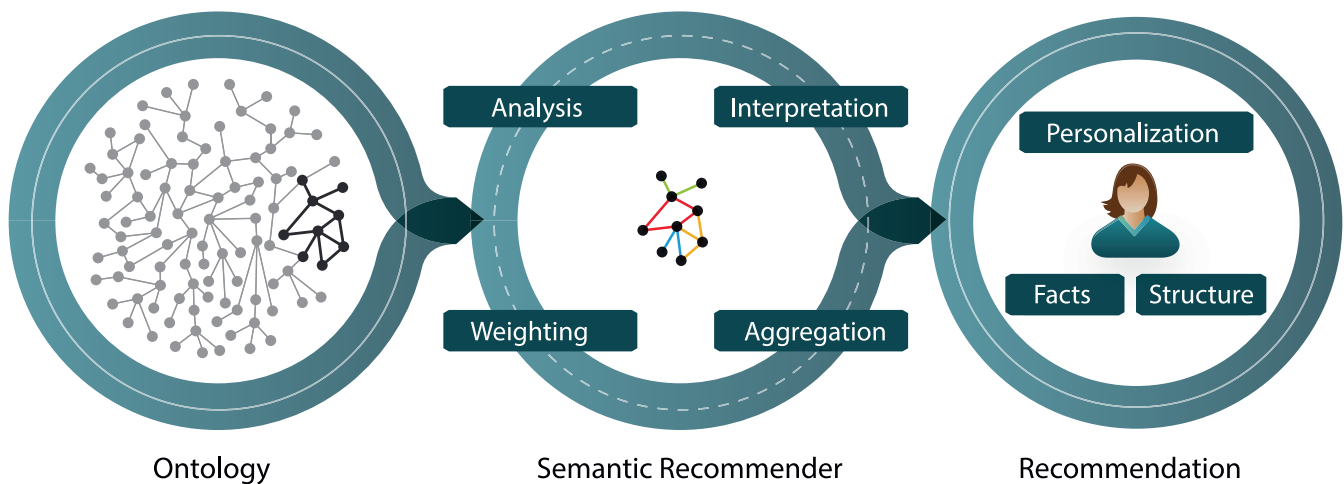 Analysis
Interpretation
Weighting
Aggregation
Personalization
Facts
Structure
Ontology
Semantic Recommender
Recommendation